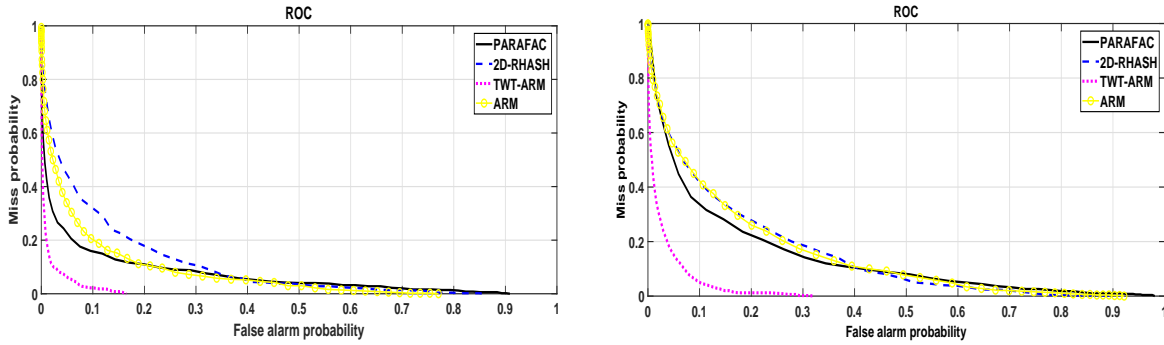 ROC
PARAFAC
2D-RHASH
TWT-ARM
ARM
Miss probability
1
0.8
0.6
0.4
0.2
0
0 0.1 0.2 0.3 0.4 0.5 0.6 0.7 0.8 0.9 1
False alarm probability
ROC
PARAFAC
2D-RHASH
TWT-ARM
ARM
Miss probability
1
0.8
0.6
0.4
0.2
0
0 0.1 0.2 0.3 0.4 0.5 0.6 0.7 0.8 0.9 1
False alarm probability